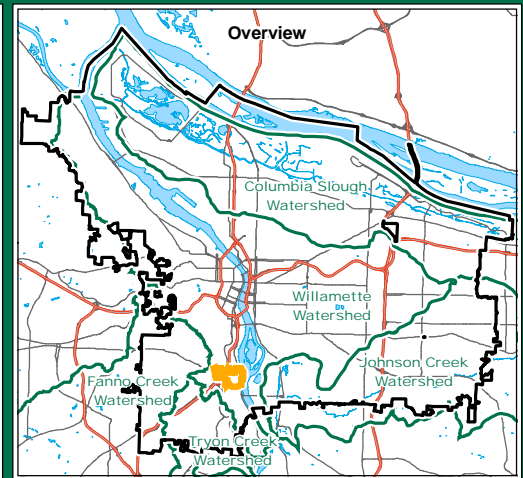 Overview
Columbia Slough
Watershed
Willamette
Watershed
Johnson Creek
Watershed
Fanno Creek
Watershed
Tryon Creek
Watershed